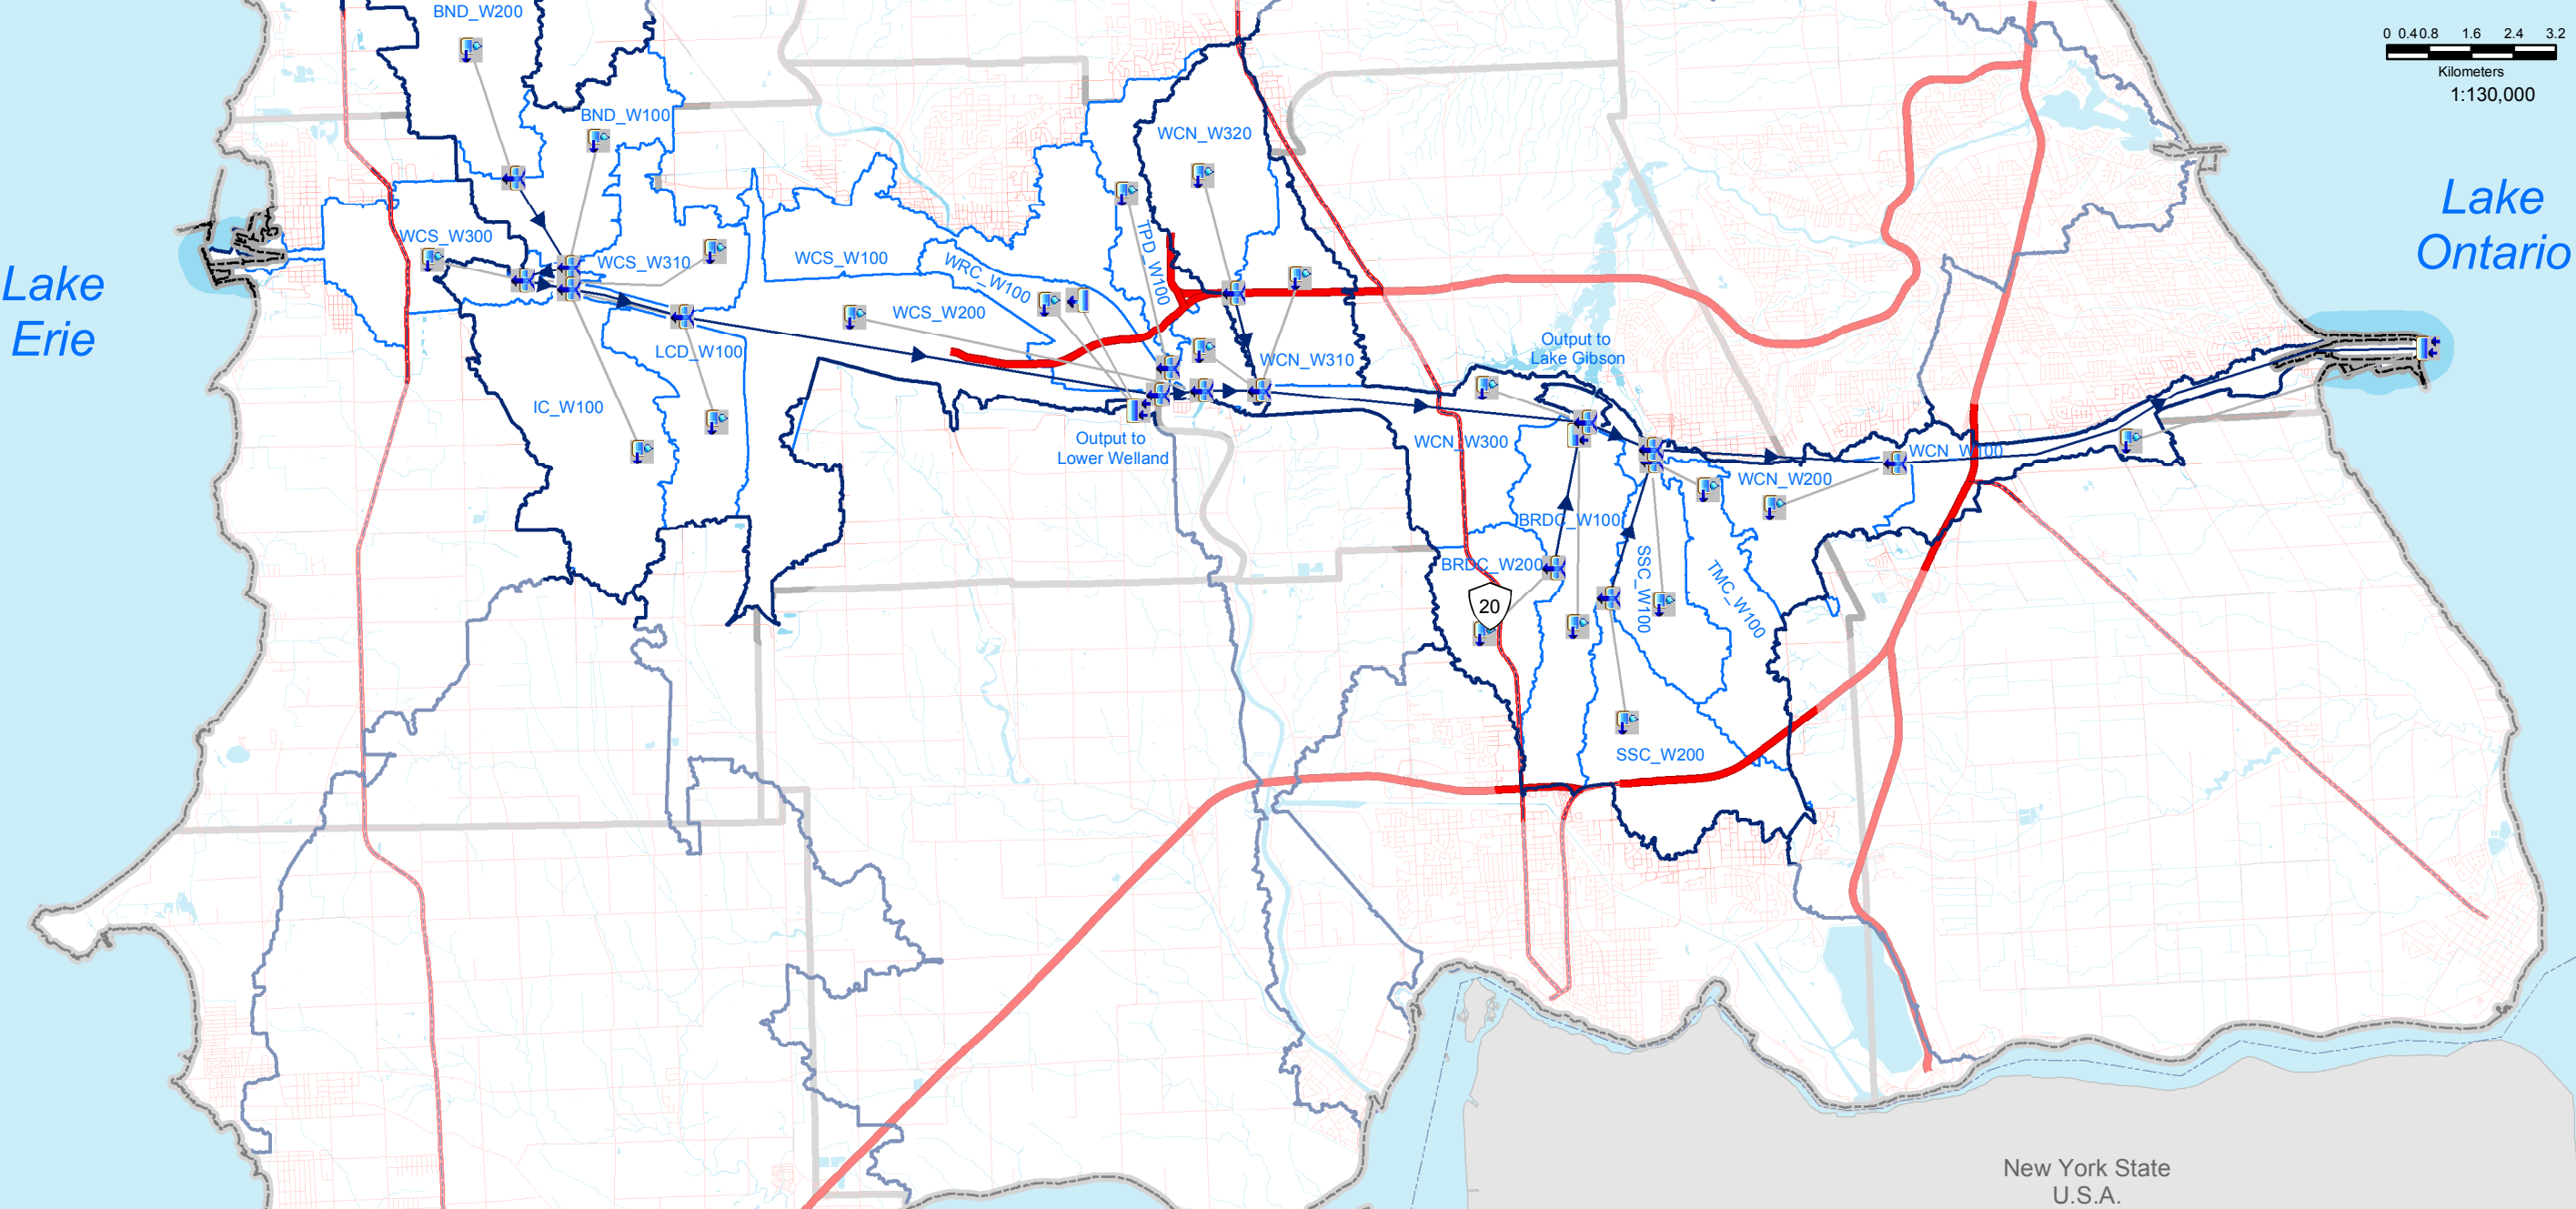 BND_W200
0 0.4 0.8 1.6 2.4 3.2
Kilometers
1:130,000
BND_W100
WCN_W320
Lake
Ontario
WCS_W300
WCS_W310
WCS_W100
WRC_W100
TPD_W100
Lake
Erie
WCS_W200
LCD_W100
WCN_W310
Output to
Lake Gibson
IC_W100
Output to
Lower Welland
WCN_W300
WCN_W100
WCN_W200
BRDC_W100
BRDC_W200
SSC_W100
TMC_W100
20
SSC_W200
New York State
U.S.A.